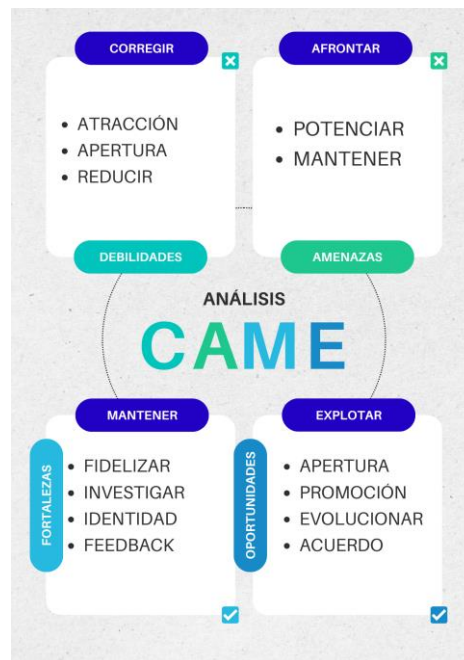 CORREGIR
• ATRACCIÓN
• APERTURA
• REDUCIR
DEBILIDADES
AFRONTAR
• POTENCIAR
• MANTENER
AMENAZAS
ANÁLISIS
CAME
MANTENER
FORTALEZAS
• FIDELIZAR
• INVESTIGAR
• IDENTIDAD
• FEEDBACK
EXPLOTAR
OPORTUNIDADES
• APERTURA
• PROMOCIÓN
• EVOLUCIONAR
• ACUERDO